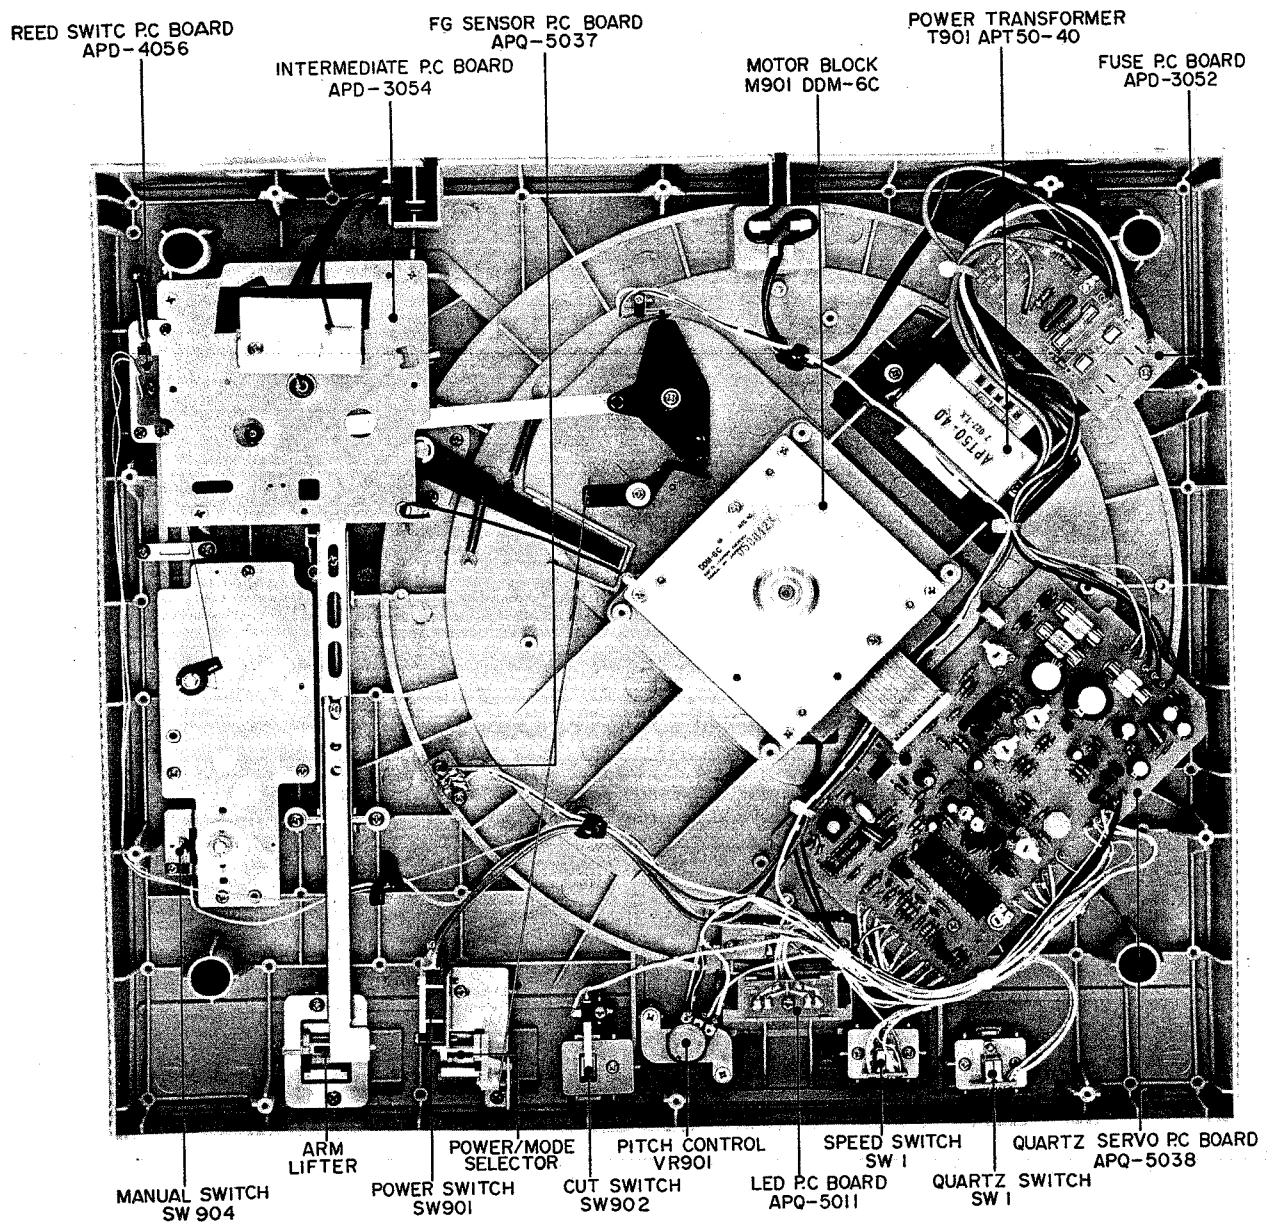 REED SWITC P.C BOARD
APD-4056
INTERMEDIATE P.C BOARD
APD-3054
FG SENSOR P.C BOARD
APQ-5037
MOTOR BLOCK
M901 DDM-6C
POWER TRANSFORMER
T901 APT50-40
FUSE P.C BOARD
APD-3052
APT50-40
DDM-6C
MANUAL SWITCH
SW904
ARM
LIFTER
POWER SWITCH
SW901
POWER/MODE
SELECTOR
CUT SWITCH
SW902
PITCH CONTROL
VR901
LED P.C BOARD
APQ-5011
SPEED SWITCH
SW 1
QUARTZ SERVO P.C BOARD
APQ-5038
QUARTZ SWITCH
SW 1